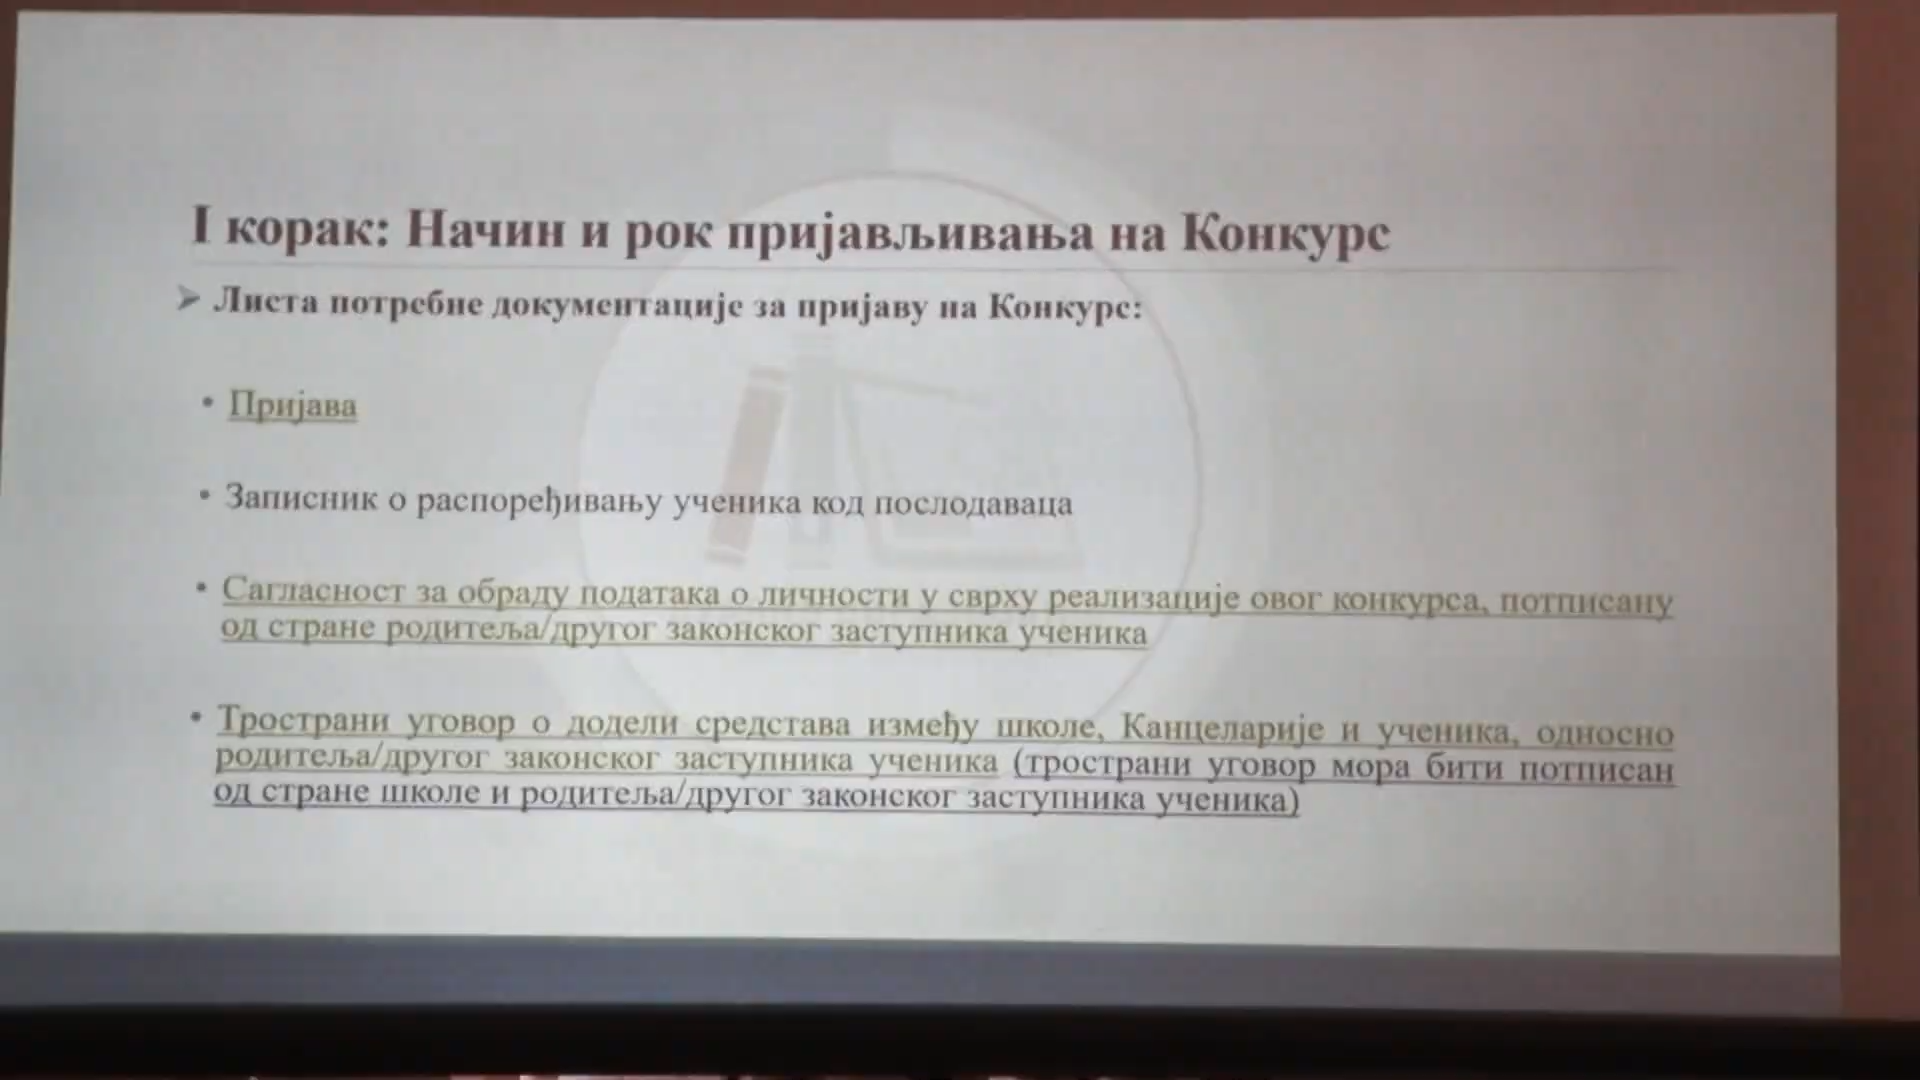 I корак: Начин и рок пријављивања на Конкурс
➤ Листа потребне документације за пријаву на Конкурс:
• Пријава
• Записник о распоређивању ученика код послодаваца
• Сагласност за обраду података о личности у сврху реализације овог конкурса, потписану
од стране родитеља/другог законског заступника ученика
• Тространи уговор о додели средстава између школе, Канцеларије и ученика, односно
родитеља/другог законског заступника ученика (тространи уговор мора бити потписан
од стране школе и родитеља/другог законског заступника ученика)